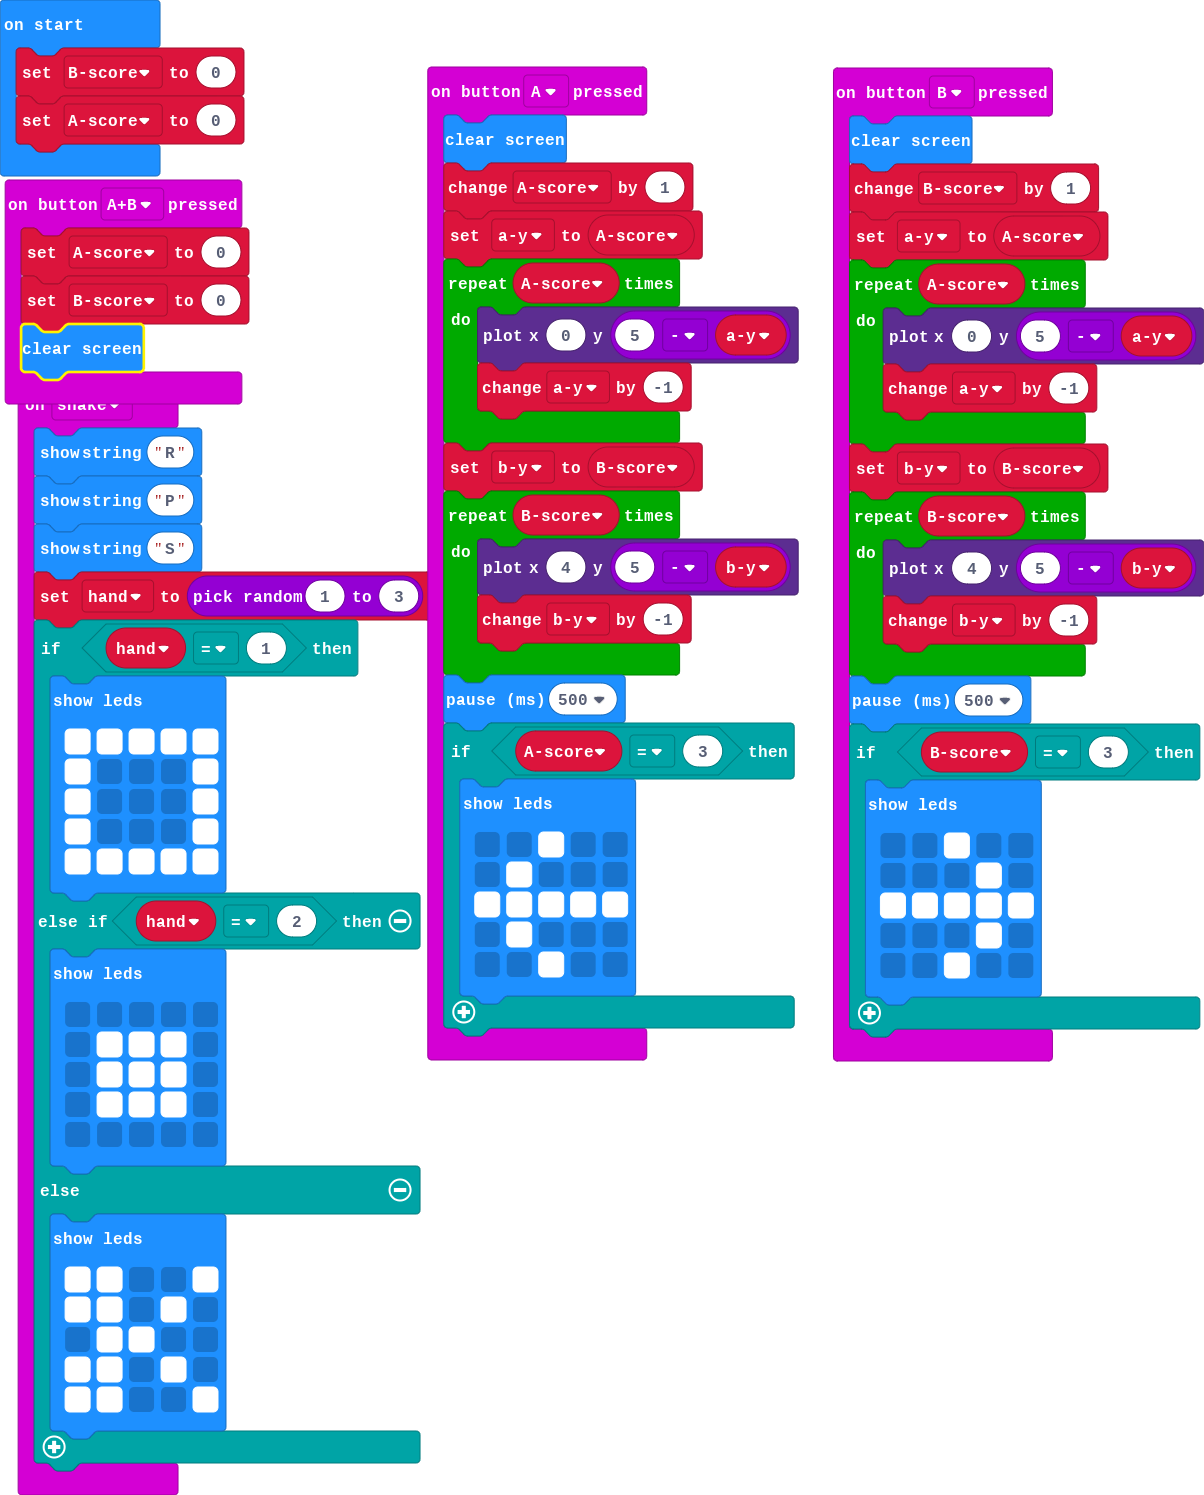 on start
set B-score to 0
set A-score to 0
on button A+B pressed
set A-score to 0
set B-score to 0
clear screen
on shake
show string "R"
show string "P"
show string "S"
set hand to pick random 1 to 3
if hand = 1 then
show leds
else if hand = 2 then
show leds
else
show leds
on button A pressed
clear screen
change A-score by 1
set a-y to A-score
repeat A-score times
do plot x 0 y 5 - a-y
change a-y by -1
set b-y to B-score
repeat B-score times
do plot x 4 y 5 - b-y
change b-y by -1
pause (ms) 500
if A-score = 3 then
show leds
on button B pressed
clear screen
change B-score by 1
set a-y to A-score
repeat A-score times
do plot x 0 y 5 - a-y
change a-y by -1
set b-y to B-score
repeat B-score times
do plot x 4 y 5 - b-y
change b-y by -1
pause (ms) 500
if B-score = 3 then
show leds